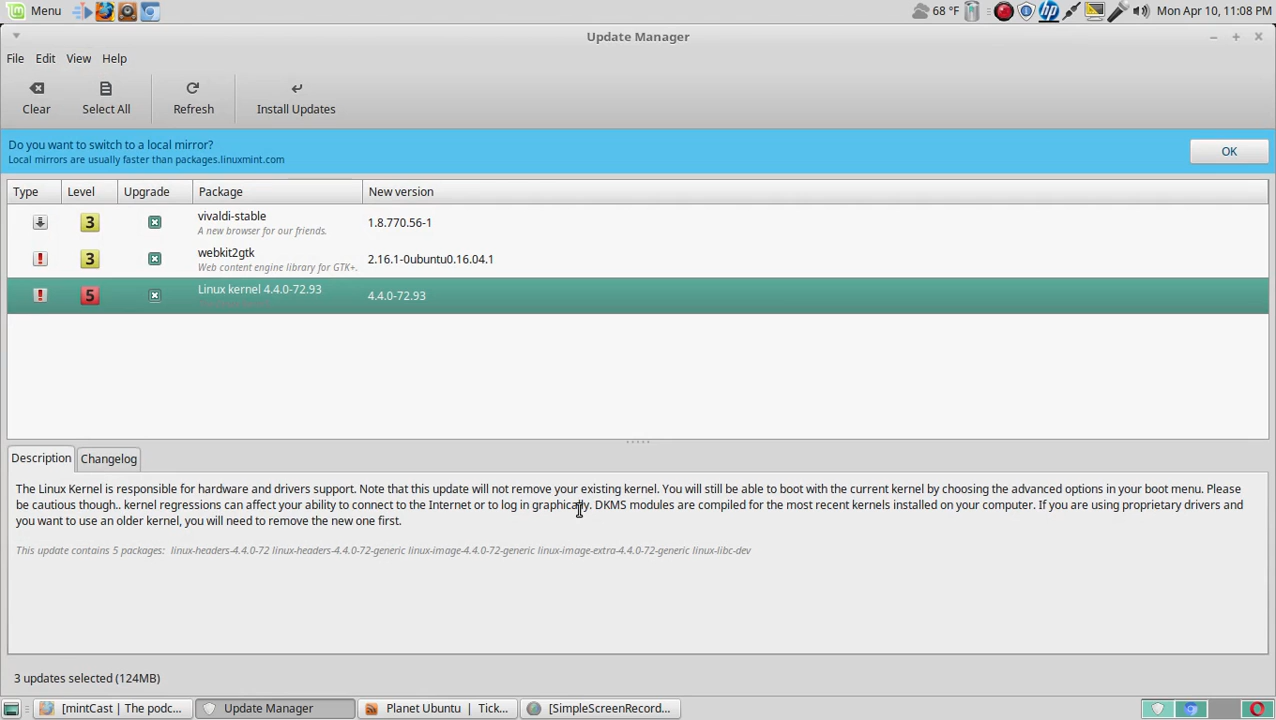 Menu
68 °F
hp
Mon Apr 10, 11:08 PM
Update Manager
File Edit View Help
Clear Select All Refresh Install Updates
Do you want to switch to a local mirror?
Local mirrors are usually faster than packages.linuxmint.com
OK
Type Level Upgrade Package New version
3 vivaldi-stable 1.8.770.56-1
A new browser for our friends.
3 webkit2gtk 2.16.1-0ubuntu0.16.04.1
Web content engine library for GTK+.
5 Linux kernel 4.4.0-72.93 4.4.0-72.93
Description Changelog
The Linux Kernel is responsible for hardware and drivers support. Note that this update will not remove your existing kernel. You will still be able to boot with the current kernel by choosing the advanced options in your boot menu. Please
be cautious though.. kernel regressions can affect your ability to connect to the Internet or to log in graphically. DKMS modules are compiled for the most recent kernels installed on your computer. If you are using proprietary drivers and
you want to use an older kernel, you will need to remove the new one first.
This update contains 5 packages: linux-headers-4.4.0-72 linux-headers-4.4.0-72-generic linux-image-4.4.0-72-generic linux-image-extra-4.4.0-72-generic linux-libc-dev
3 updates selected (124MB)
[mintCast | The podc... Update Manager Planet Ubuntu | Tick... [SimpleScreenRecord...